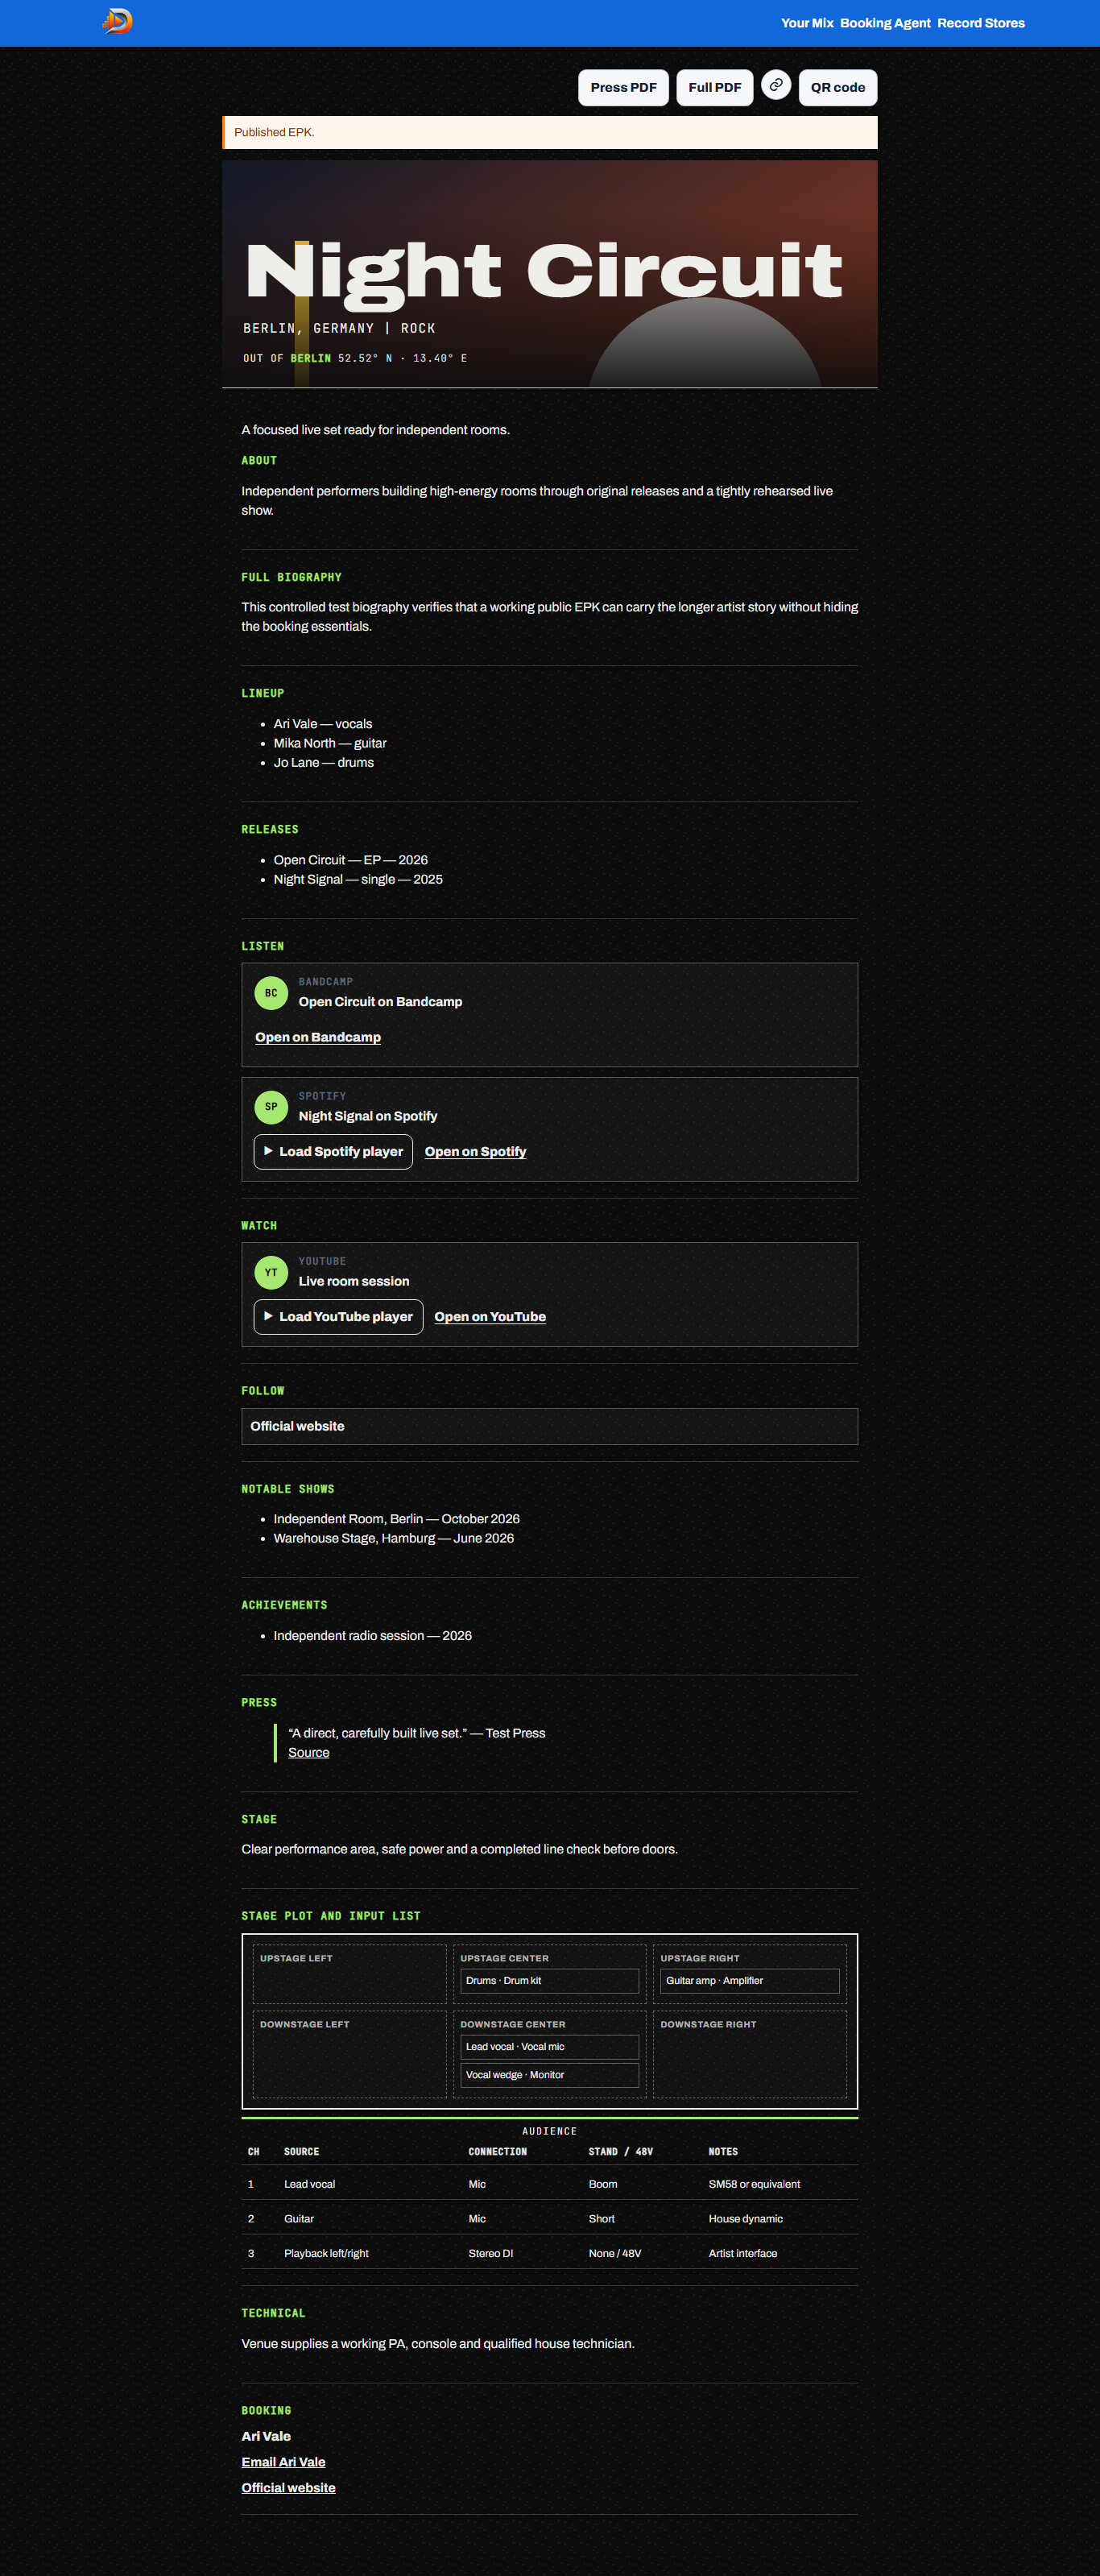 Your Mix Booking Agent Record Stores
Press PDF Full PDF QR code
Published EPK.
Night Circuit
BERLIN, GERMANY | ROCK
OUT OF BERLIN 52.52° N · 13.40° E
A focused live set ready for independent rooms.
ABOUT
Independent performers building high-energy rooms through original releases and a tightly rehearsed live
show.
FULL BIOGRAPHY
This controlled test biography verifies that a working public EPK can carry the longer artist story without hiding
the booking essentials.
LINEUP
• Ari Vale — vocals
• Mika North — guitar
• Jo Lane — drums
RELEASES
• Open Circuit — EP — 2026
• Night Signal — single — 2025
LISTEN
BC
BANDCAMP
Open Circuit on Bandcamp
Open on Bandcamp
SP
SPOTIFY
Night Signal on Spotify
Load Spotify player Open on Spotify
WATCH
YT
YOUTUBE
Live room session
Load YouTube player Open on YouTube
FOLLOW
Official website
NOTABLE SHOWS
• Independent Room, Berlin — October 2026
• Warehouse Stage, Hamburg — June 2026
ACHIEVEMENTS
• Independent radio session — 2026
PRESS
“A direct, carefully built live set.” — Test Press
Source
STAGE
Clear performance area, safe power and a completed line check before doors.
STAGE PLOT AND INPUT LIST
UPSTAGE LEFT UPSTAGE CENTER UPSTAGE RIGHT
Drums · Drum kit Guitar amp · Amplifier
DOWNSTAGE LEFT DOWNSTAGE CENTER DOWNSTAGE RIGHT
Lead vocal · Vocal mic
Vocal wedge · Monitor
AUDIENCE
CH SOURCE CONNECTION STAND / 48V NOTES
1 Lead vocal Mic Boom SM58 or equivalent
2 Guitar Mic Short House dynamic
3 Playback left/right Stereo DI None / 48V Artist interface
TECHNICAL
Venue supplies a working PA, console and qualified house technician.
BOOKING
Ari Vale
Email Ari Vale
Official website